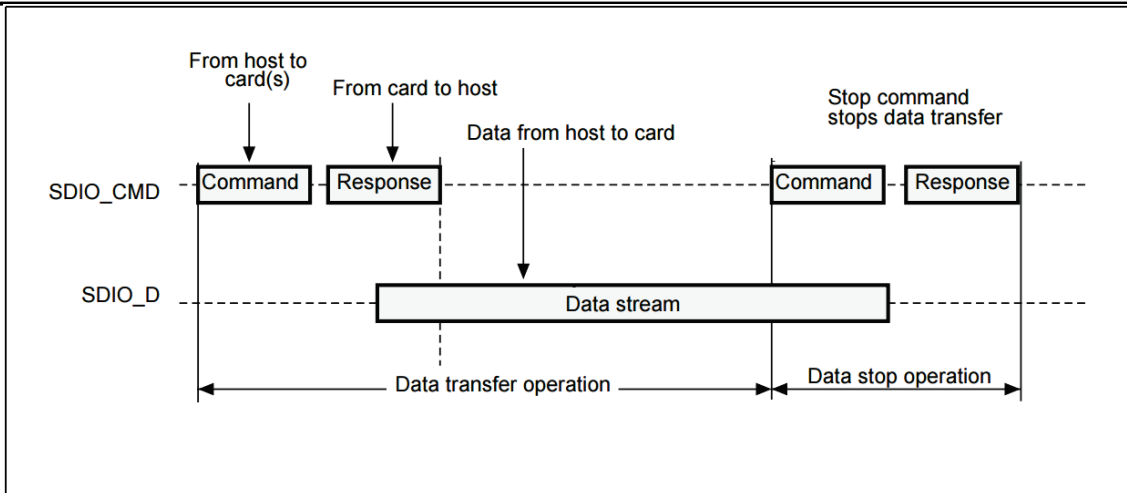 From host to
card(s)
From card to host
Data from host to card
Stop command
stops data transfer
SDIO_CMD
Command
Response
Command
Response
SDIO_D
Data stream
Data transfer operation
Data stop operation